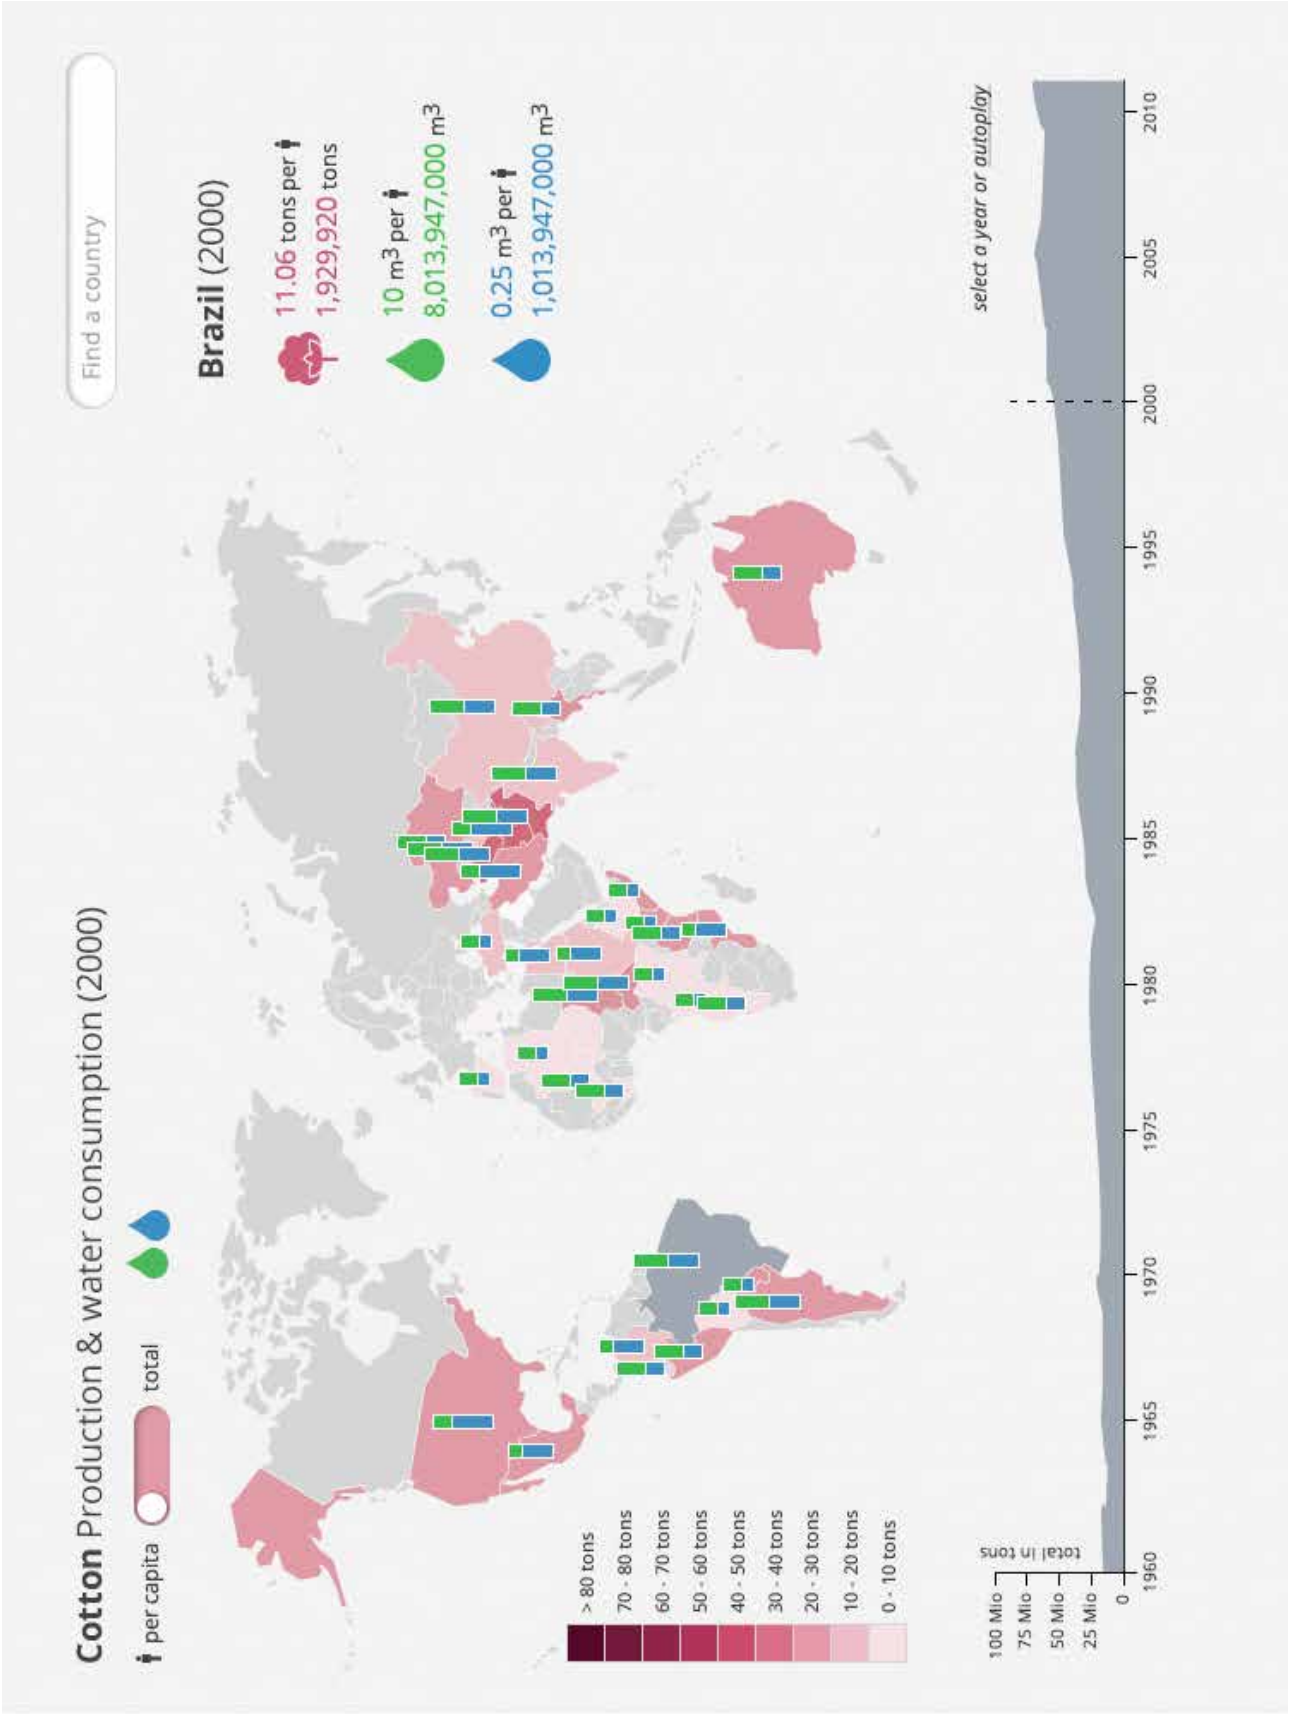 Cotton Production & water consumption (2000)
per capita total
Find a country
Brazil (2000)
11.06 tons per
1,929,920 tons
10 m³ per
8,013,947,000 m³
0.25 m³ per
1,013,947,000 m³
> 80 tons
70 - 80 tons
60 - 70 tons
50 - 60 tons
40 - 50 tons
30 - 40 tons
20 - 30 tons
10 - 20 tons
0 - 10 tons
select a year or autoplay
total in tons
100 Mio
75 Mio
50 Mio
25 Mio
0
1960 1965 1970 1975 1980 1985 1990 1995 2000 2005 2010